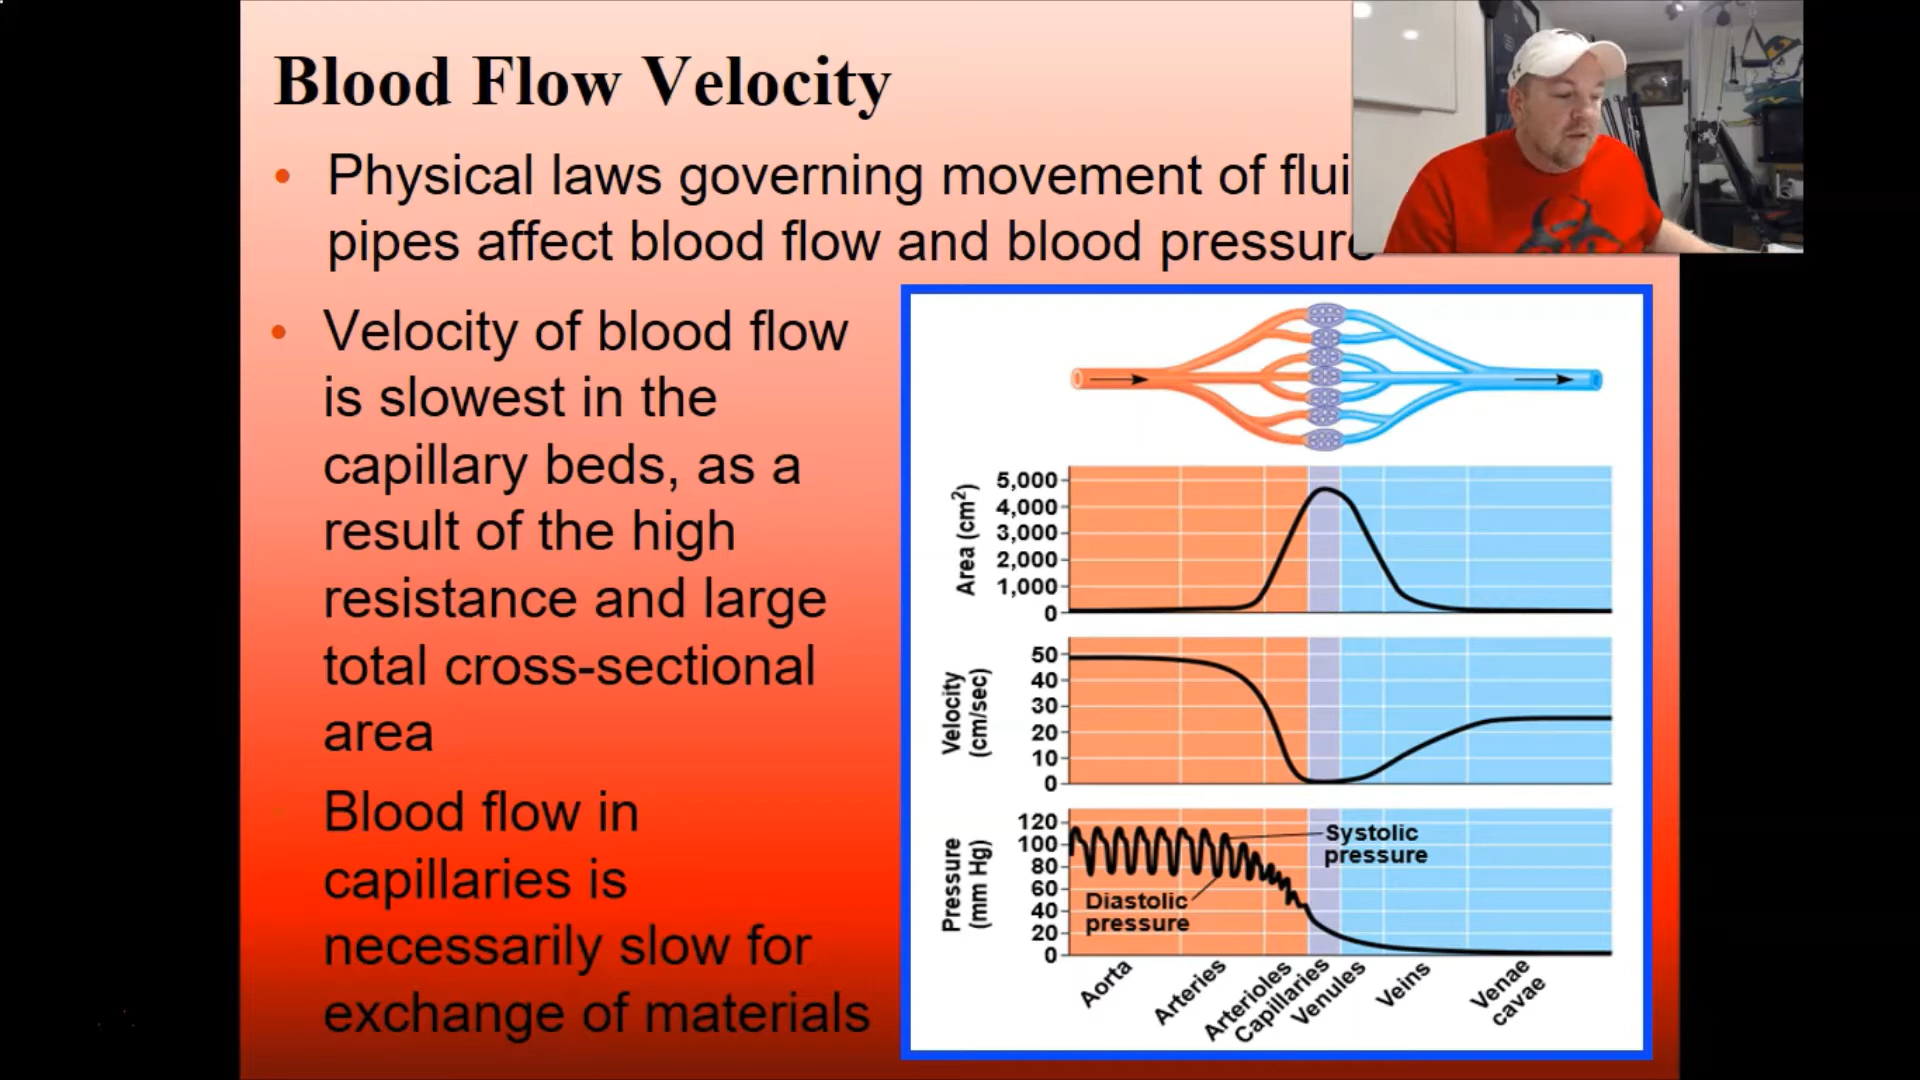 Blood Flow Velocity
• Physical laws governing movement of
pipes affect blood flow and blood pressure
• Velocity of blood flow
is slowest in the
capillary beds, as a
result of the high
resistance and large
total cross-sectional
area
Blood flow in
capillaries is
necessarily slow for
exchange of materials
Area (cm²)
5,000
4,000
3,000
2,000
1,000
0
Velocity
(cm/sec)
50
40
30
20
10
0
Pressure
(mm Hg)
120
100
80
60
40
20
0
Systolic
pressure
Diastolic
pressure
Aorta
Arteries
Arterioles
Capillaries
Venules
Veins
Venae
cavae